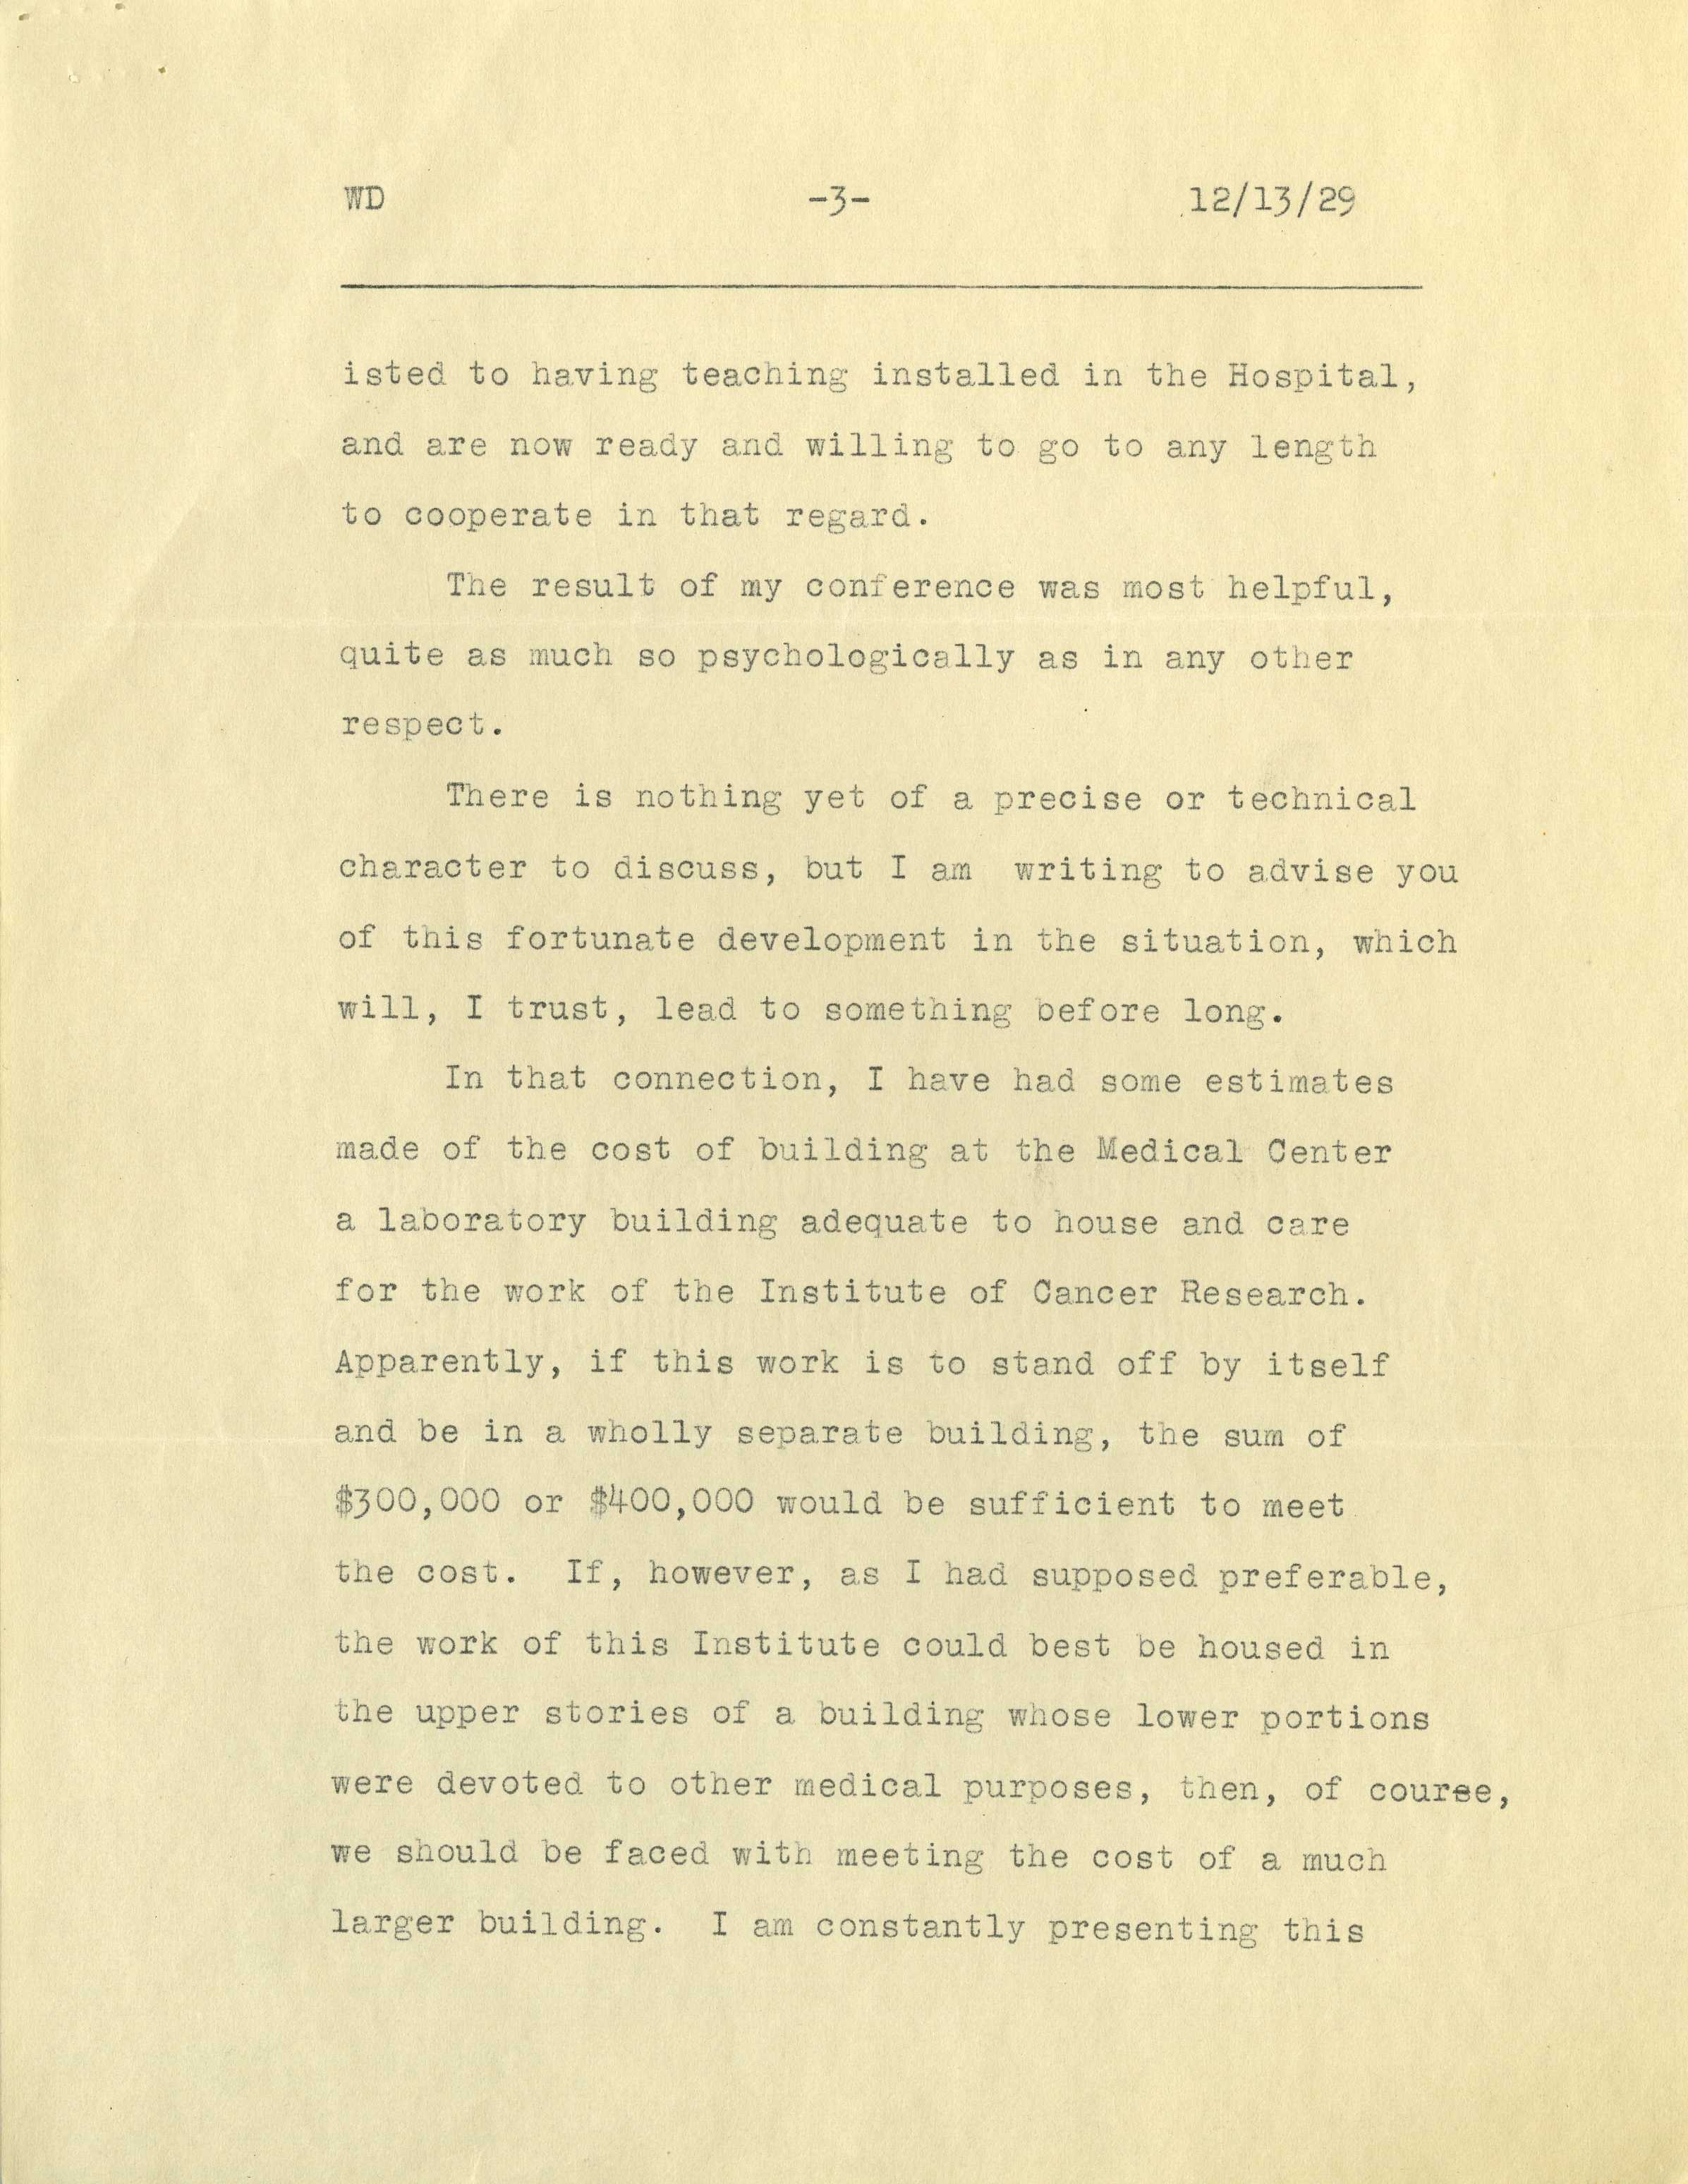 WD -3- 12/13/29
isted to having teaching installed in the Hospital,
and are now ready and willing to go to any length
to cooperate in that regard.
The result of my conference was most helpful,
quite as much so psychologically as in any other
respect.
There is nothing yet of a precise or technical
character to discuss, but I am writing to advise you
of this fortunate development in the situation, which
will, I trust, lead to something before long.
In that connection, I have had some estimates
made of the cost of building at the Medical Center
a laboratory building adequate to house and care
for the work of the Institute of Cancer Research.
Apparently, if this work is to stand off by itself
and be in a wholly separate building, the sum of
$300,000 or $400,000 would be sufficient to meet
the cost. If, however, as I had supposed preferable,
the work of this Institute could best be housed in
the upper stories of a building whose lower portions
were devoted to other medical purposes, then, of course,
we should be faced with meeting the cost of a much
larger building. I am constantly presenting this